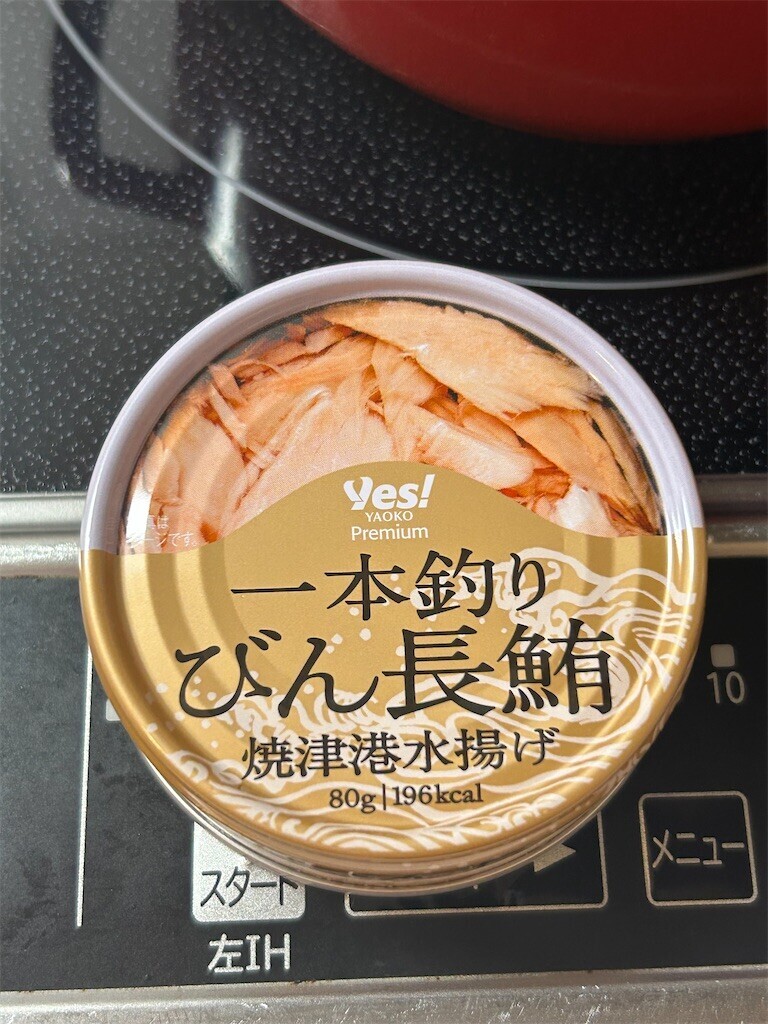 Yes!
YAOKO
Premium
一本釣り
びん長鮪
焼津港水揚げ
80g|196kcal
10
メニュー
スタート
左IH